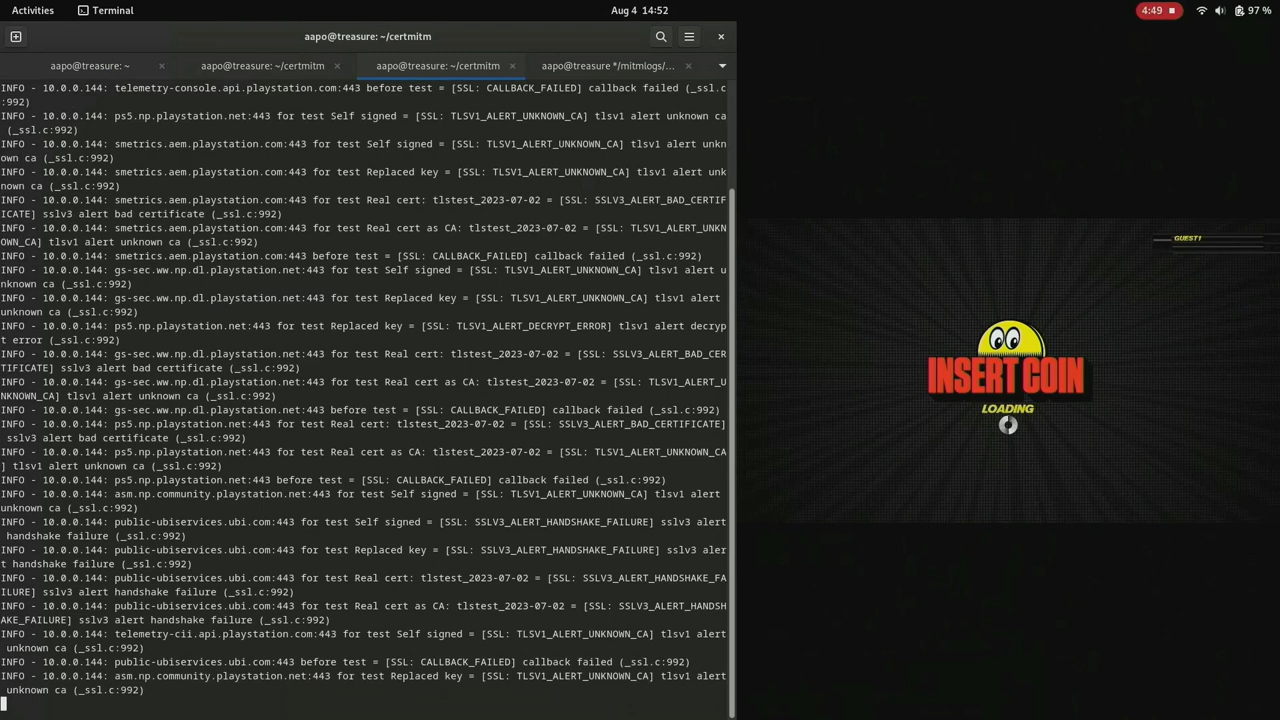 Activities
Terminal
Aug 4 14:52
4:49
97 %
aapo@treasure: ~/certmitm
aapo@treasure: ~
aapo@treasure: ~/certmitm
aapo@treasure: ~/certmitm
aapo@treasure */mitmlogs/...
INFO - 10.0.0.144: telemetry-console.api.playstation.com:443 before test = [SSL: CALLBACK_FAILED] callback failed (_ssl.c
:992)
INFO - 10.0.0.144: ps5.np.playstation.net:443 for test Self signed = [SSL: TLSV1_ALERT_UNKNOWN_CA] tlsv1 alert unknown ca
(_ssl.c:992)
INFO - 10.0.0.144: smetrics.aem.playstation.com:443 for test Self signed = [SSL: TLSV1_ALERT_UNKNOWN_CA] tlsv1 alert unkn
own ca (_ssl.c:992)
INFO - 10.0.0.144: smetrics.aem.playstation.com:443 for test Replaced key = [SSL: TLSV1_ALERT_UNKNOWN_CA] tlsv1 alert unk
nown ca (_ssl.c:992)
INFO - 10.0.0.144: smetrics.aem.playstation.com:443 for test Real cert: tlstest_2023-07-02 = [SSL: SSLV3_ALERT_BAD_CERTIF
ICATE] sslv3 alert bad certificate (_ssl.c:992)
INFO - 10.0.0.144: smetrics.aem.playstation.com:443 for test Real cert as CA: tlstest_2023-07-02 = [SSL: TLSV1_ALERT_UNKN
OWN_CA] tlsv1 alert unknown ca (_ssl.c:992)
INFO - 10.0.0.144: smetrics.aem.playstation.com:443 before test = [SSL: CALLBACK_FAILED] callback failed (_ssl.c:992)
INFO - 10.0.0.144: gs-sec.ww.np.dl.playstation.net:443 for test Self signed = [SSL: TLSV1_ALERT_UNKNOWN_CA] tlsv1 alert u
nknown ca (_ssl.c:992)
INFO - 10.0.0.144: gs-sec.ww.np.dl.playstation.net:443 for test Replaced key = [SSL: TLSV1_ALERT_UNKNOWN_CA] tlsv1 alert
unknown ca (_ssl.c:992)
INFO - 10.0.0.144: ps5.np.playstation.net:443 for test Replaced key = [SSL: TLSV1_ALERT_DECRYPT_ERROR] tlsv1 alert decryp
t error (_ssl.c:992)
INFO - 10.0.0.144: gs-sec.ww.np.dl.playstation.net:443 for test Real cert: tlstest_2023-07-02 = [SSL: SSLV3_ALERT_BAD_CER
TIFICATE] sslv3 alert bad certificate (_ssl.c:992)
INFO - 10.0.0.144: gs-sec.ww.np.dl.playstation.net:443 for test Real cert as CA: tlstest_2023-07-02 = [SSL: TLSV1_ALERT_U
NKNOWN_CA] tlsv1 alert unknown ca (_ssl.c:992)
INFO - 10.0.0.144: gs-sec.ww.np.dl.playstation.net:443 before test = [SSL: CALLBACK_FAILED] callback failed (_ssl.c:992)
INFO - 10.0.0.144: ps5.np.playstation.net:443 for test Real cert: tlstest_2023-07-02 = [SSL: SSLV3_ALERT_BAD_CERTIFICATE]
sslv3 alert bad certificate (_ssl.c:992)
INFO - 10.0.0.144: ps5.np.playstation.net:443 for test Real cert as CA: tlstest_2023-07-02 = [SSL: TLSV1_ALERT_UNKNOWN_CA
] tlsv1 alert unknown ca (_ssl.c:992)
INFO - 10.0.0.144: ps5.np.playstation.net:443 before test = [SSL: CALLBACK_FAILED] callback failed (_ssl.c:992)
INFO - 10.0.0.144: asm.np.community.playstation.net:443 for test Self signed = [SSL: TLSV1_ALERT_UNKNOWN_CA] tlsv1 alert
unknown ca (_ssl.c:992)
INFO - 10.0.0.144: public-ubiservices.ubi.com:443 for test Self signed = [SSL: SSLV3_ALERT_HANDSHAKE_FAILURE] sslv3 alert
handshake failure (_ssl.c:992)
INFO - 10.0.0.144: public-ubiservices.ubi.com:443 for test Replaced key = [SSL: SSLV3_ALERT_HANDSHAKE_FAILURE] sslv3 aler
t handshake failure (_ssl.c:992)
INFO - 10.0.0.144: public-ubiservices.ubi.com:443 for test Real cert: tlstest_2023-07-02 = [SSL: SSLV3_ALERT_HANDSHAKE_FA
ILURE] sslv3 alert handshake failure (_ssl.c:992)
INFO - 10.0.0.144: public-ubiservices.ubi.com:443 for test Real cert as CA: tlstest_2023-07-02 = [SSL: SSLV3_ALERT_HANDSH
AKE_FAILURE] sslv3 alert handshake failure (_ssl.c:992)
INFO - 10.0.0.144: telemetry-cii.api.playstation.com:443 for test Self signed = [SSL: TLSV1_ALERT_UNKNOWN_CA] tlsv1 alert
unknown ca (_ssl.c:992)
INFO - 10.0.0.144: public-ubiservices.ubi.com:443 before test = [SSL: CALLBACK_FAILED] callback failed (_ssl.c:992)
INFO - 10.0.0.144: asm.np.community.playstation.net:443 for test Replaced key = [SSL: TLSV1_ALERT_UNKNOWN_CA] tlsv1 alert
unknown ca (_ssl.c:992)
GUEST1
INSERT COIN
LOADING